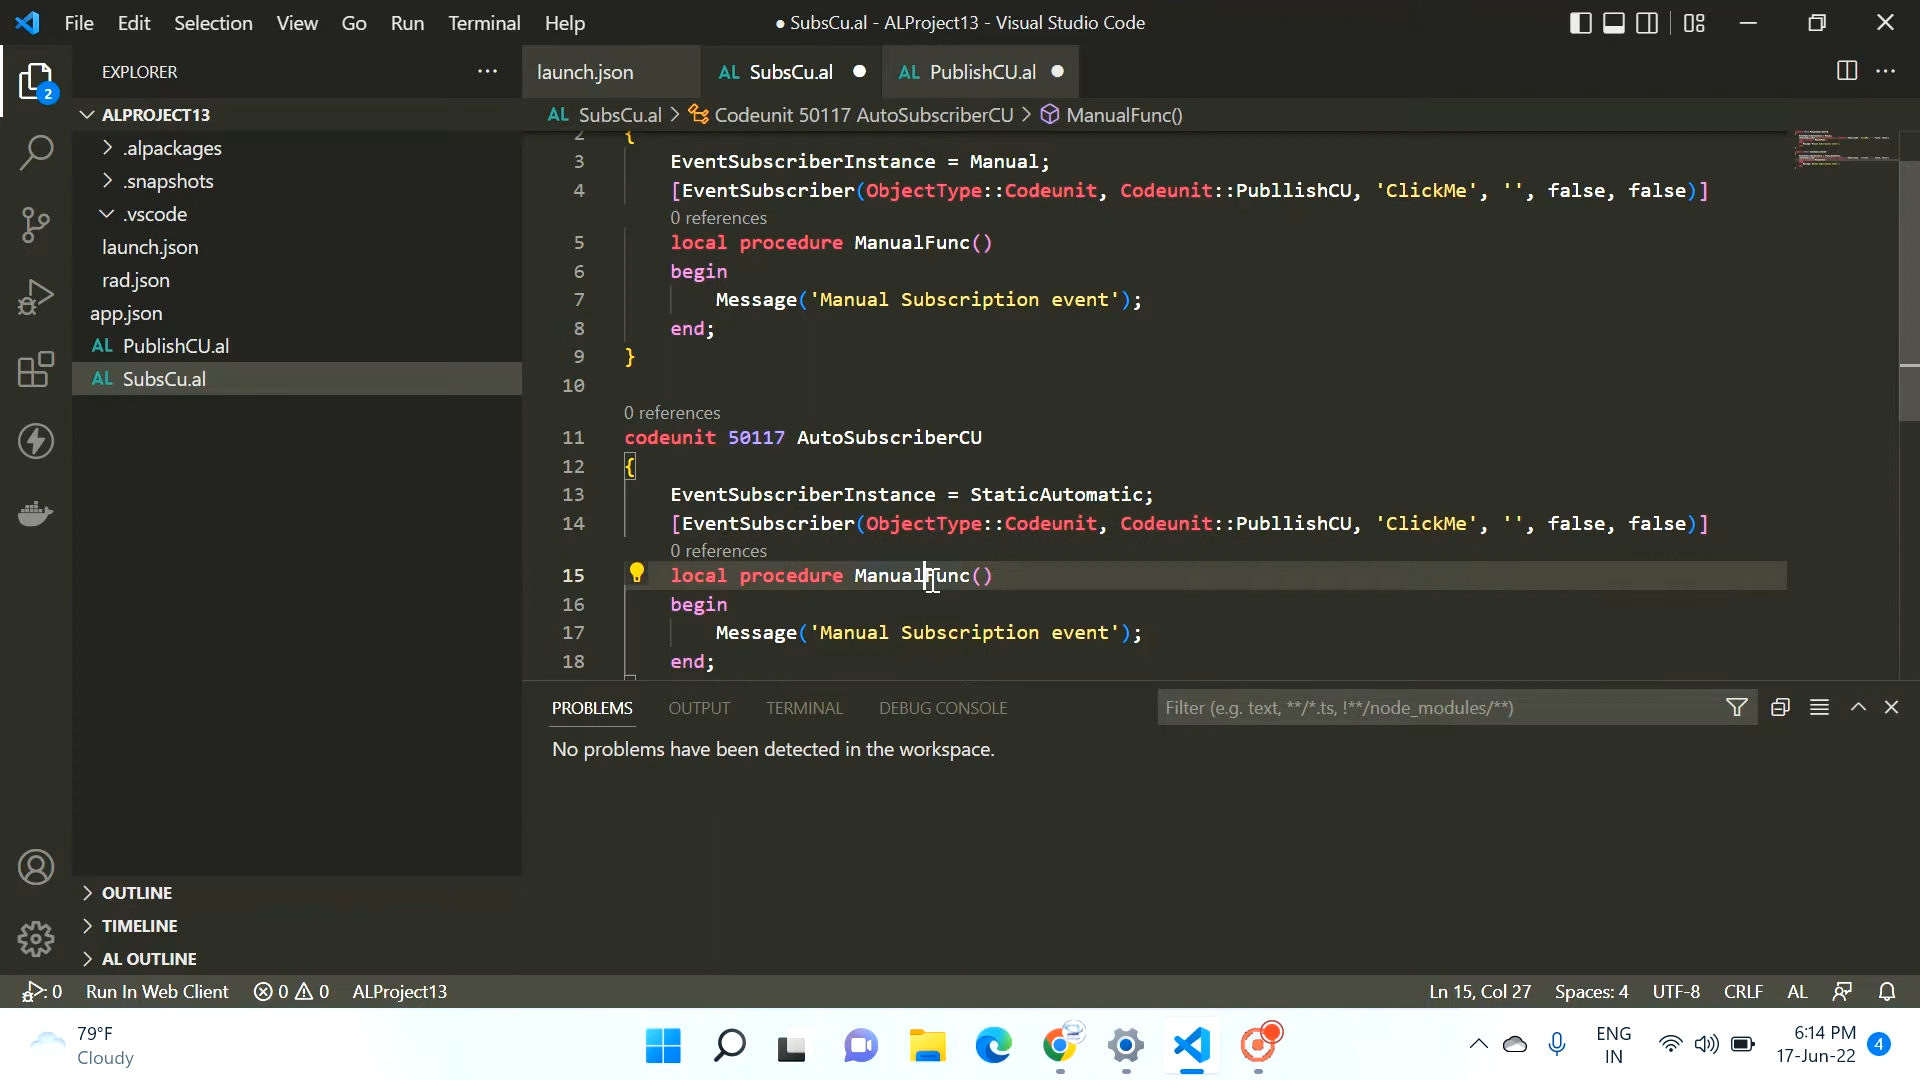 File Edit Selection View Go Run Terminal Help
● SubsCu.al - ALProject13 - Visual Studio Code
2
EXPLORER
ALPROJECT13
.alpackages
.snapshots
.vscode
launch.json
rad.json
app.json
AL PublishCU.al
AL SubsCu.al
OUTLINE
TIMELINE
AL OUTLINE
launch.json
AL SubsCu.al
AL PublishCU.al
AL SubsCu.al > Codeunit 50117 AutoSubscriberCU > ManualFunc()
2 {
3 EventSubscriberInstance = Manual;
4 [EventSubscriber(ObjectType::Codeunit, Codeunit::PubllishCU, 'ClickMe', '', false, false)]
0 references
5 local procedure ManualFunc()
6 begin
7 Message('Manual Subscription event');
8 end;
9 }
10
0 references
11 codeunit 50117 AutoSubscriberCU
12 {
13 EventSubscriberInstance = StaticAutomatic;
14 [EventSubscriber(ObjectType::Codeunit, Codeunit::PubllishCU, 'ClickMe', '', false, false)]
0 references
15 local procedure ManualFunc()
16 begin
17 Message('Manual Subscription event');
18 end;
PROBLEMS OUTPUT TERMINAL DEBUG CONSOLE
Filter (e.g. text, **/*.ts, !**/node_modules/**)
No problems have been detected in the workspace.
: 0 Run In Web Client 0 0 ALProject13
Ln 15, Col 27 Spaces: 4 UTF-8 CRLF AL
79°F
Cloudy
ENG
IN
6:14 PM
17-Jun-22
4